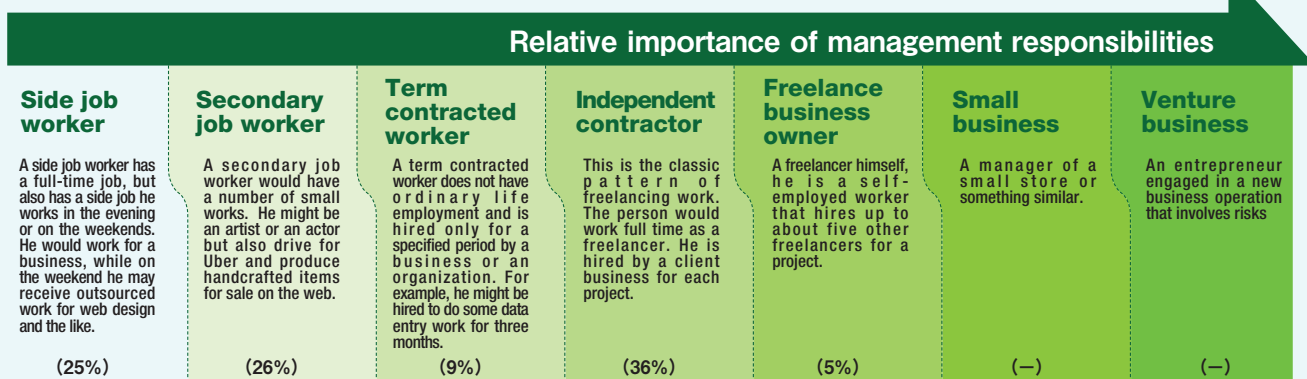 Relative importance of management responsibilities
Side job
worker
A side job worker has
a full-time job, but
also has a side job he
works in the evening
or on the weekends.
He would work for a
business, while on
the weekend he may
receive outsourced
work for web design
and the like.
(25%)
Secondary
job worker
A secondary job
worker would have
a number of small
works. He might be
an artist or an actor
but also drive for
Uber and produce
handcrafted items
for sale on the web.
(26%)
Term
contracted
worker
A term contracted
worker does not have
ordinary life
employment and is
hired only for a
specified period by a
business or an
organization. For
example, he might be
hired to do some data
entry work for three
months.
(9%)
Independent
contractor
This is the classic
pattern of
freelancing work.
The person would
work full time as a
freelancer. He is
hired by a client
business for each
project.
(36%)
Freelance
business
owner
A freelancer himself,
he is a self-
employed worker
that hires up to
about five other
freelancers for a
project.
(5%)
Small
business
A manager of a
small store or
something similar.
(—)
Venture
business
An entrepreneur
engaged in a new
business operation
that involves risks
(—)